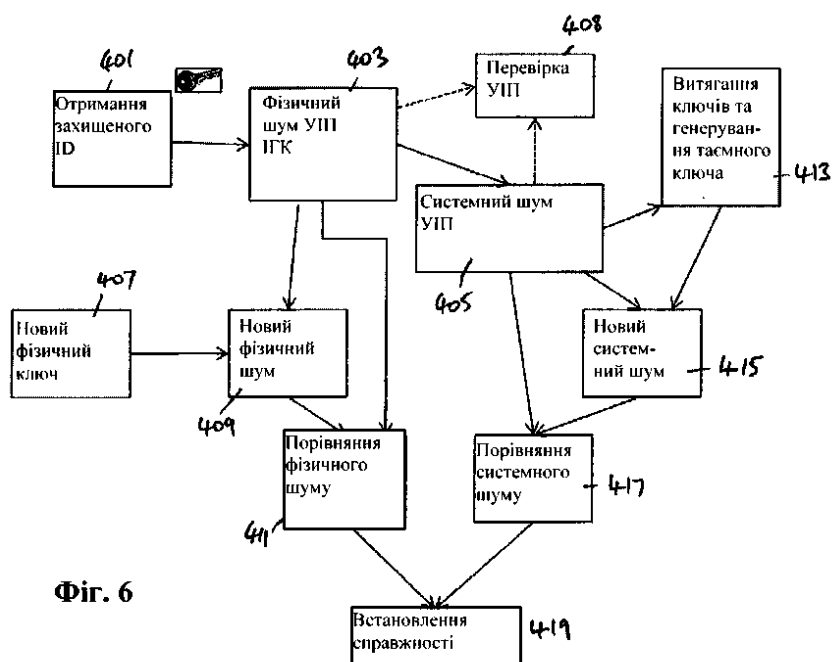 401
Отримання
захищеного
ID
403
Фізичний
шум УІП
ІГК
408
Перевірка
УІП
Витягання
ключів та
генеруван-
ня таємного
ключа
413
Системний шум
УІП
405
407
Новий
фізичний
ключ
Новий
фізичний
шум
409
Новий
систем-
ний шум
415
Порівняння
фізичного
шуму
411
Порівняння
системного
шуму
417
Встановлення
справжності
419
Фіг. 6